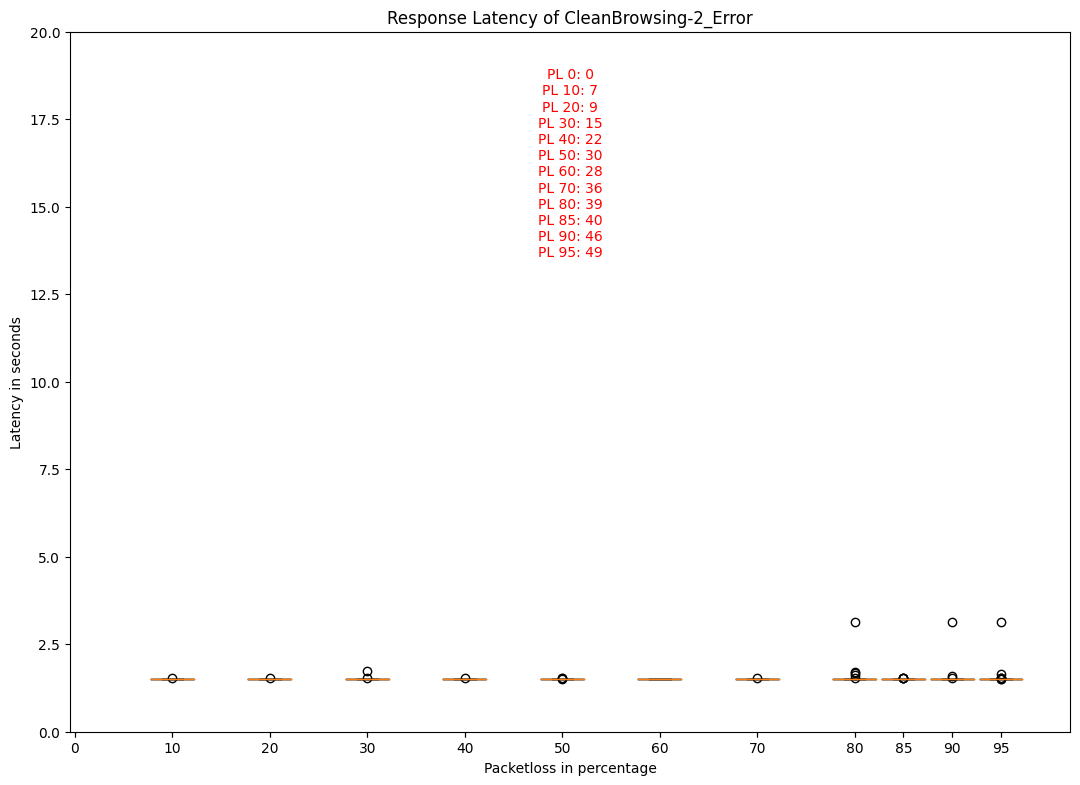 Response Latency of CleanBrowsing-2_Error
20.0
17.5
15.0
12.5
10.0
7.5
5.0
2.5
0.0
Latency in seconds
PL 0: 0
PL 10: 7
PL 20: 9
PL 30: 15
PL 40: 22
PL 50: 30
PL 60: 28
PL 70: 36
PL 80: 39
PL 85: 40
PL 90: 46
PL 95: 49
0 10 20 30 40 50 60 70 80 85 90 95
Packetloss in percentage